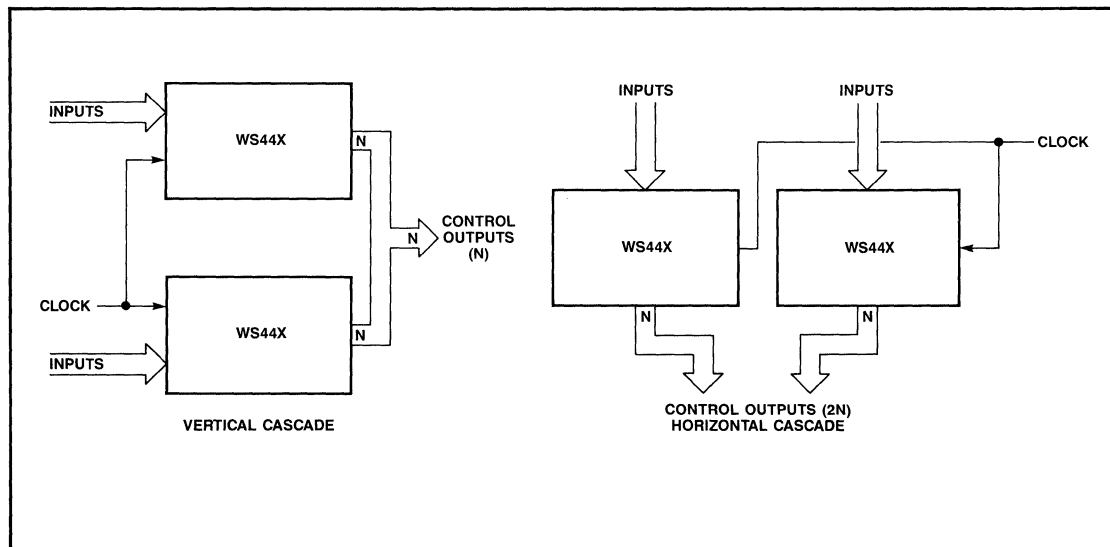 INPUTS
WS44X
N
CONTROL
OUTPUTS
(N)
N
CLOCK
WS44X
N
INPUTS
VERTICAL CASCADE
INPUTS
INPUTS
CLOCK
WS44X
WS44X
N
N
CONTROL OUTPUTS (2N)
HORIZONTAL CASCADE